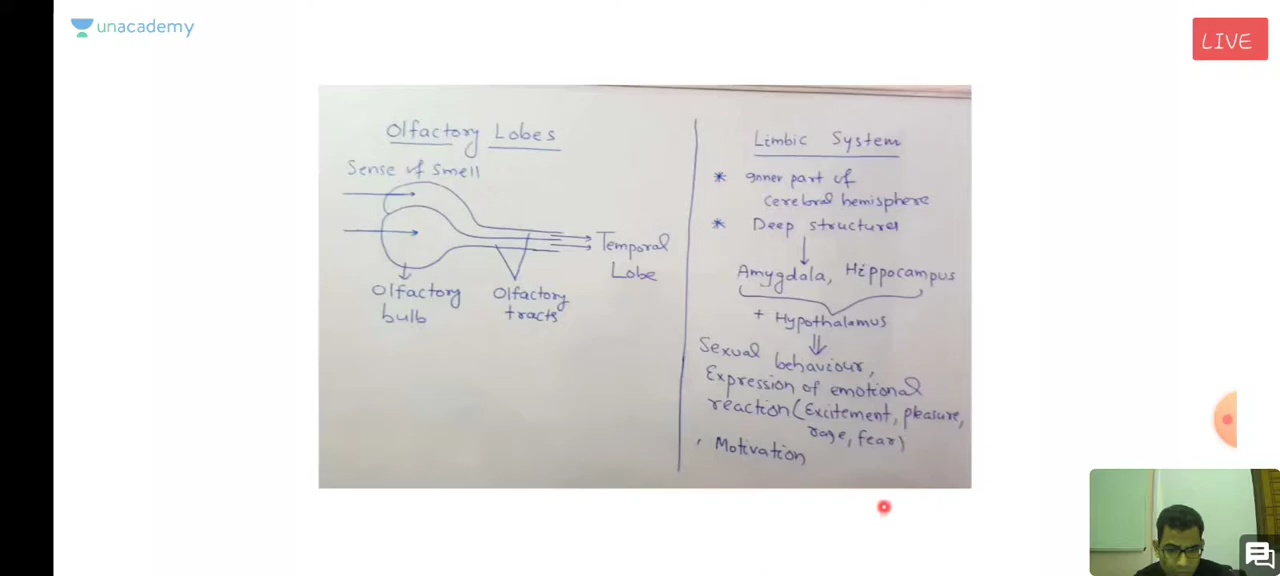 unacademy
LIVE
Olfactory Lobes
Sense of Smell
Temporal
Lobe
Olfactory
bulb
Olfactory
tracts
Limbic System
* Inner part of
cerebral hemisphere
* Deep structures
Amygdala, Hippocampus
+ Hypothalamus
Sexual behaviour,
Expression of emotional
reaction (Excitement, pleasure,
rage, fear)
, Motivation